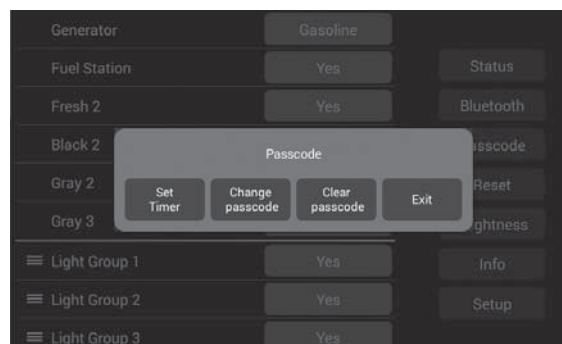 Generator Gasoline
Fuel Station Yes Status
Fresh 2 Yes Bluetooth
Black 2 sscode
Passcode
Gray 2 Reset
Set Timer Change passcode Clear passcode Exit
Gray 3 ghtness
Light Group 1 Yes Info
Light Group 2 Yes Setup
Light Group 3 Yes